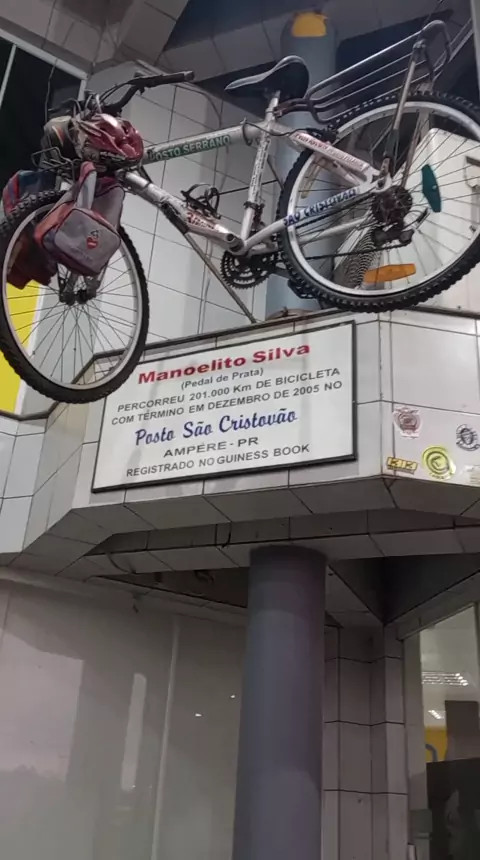 POSTO SERRANO
SÃO CRISTOVÃO
Manoelito Silva
(Pedal de Prata)
PERCORREU 201.000 Km DE BICICLETA
COM TÉRMINO EM DEZEMBRO DE 2005 NO
Posto São Cristovão
AMPÉRE - PR
REGISTRADO NO GUINESS BOOK